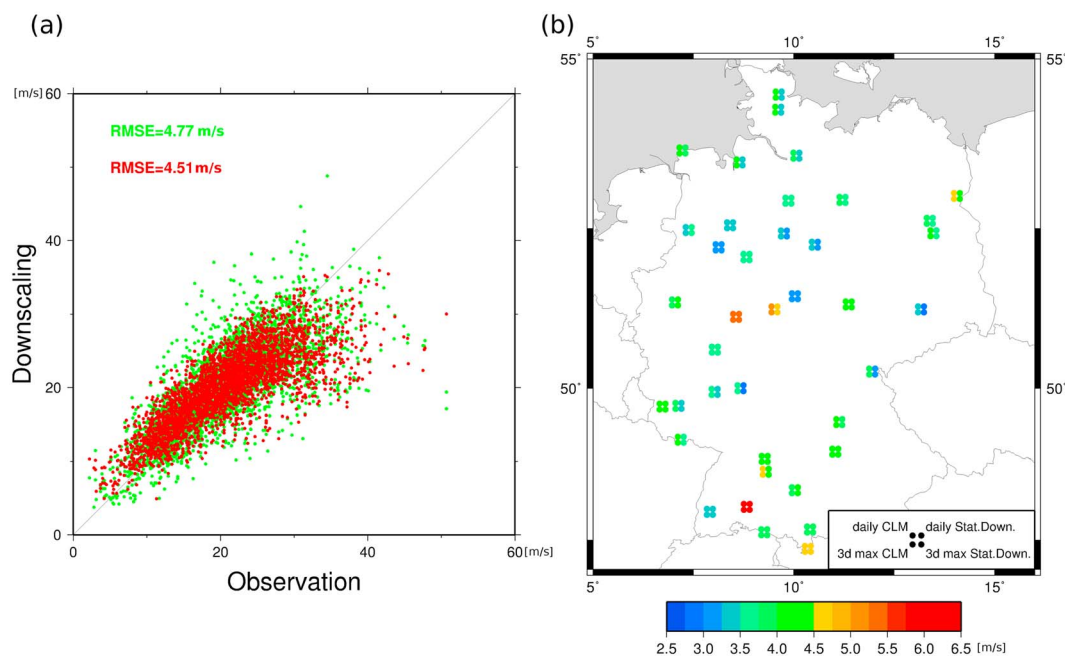 (a)
[m/s]
60
RMSE=4.77 m/s
RMSE=4.51 m/s
40
Downscaling
20
0
0 20 40 60 [m/s]
Observation
(b)
5° 10° 15°
55° 55°
50° 50°
daily CLM daily Stat.Down.
3d max CLM 3d max Stat.Down.
5° 10° 15°
2.5 3.0 3.5 4.0 4.5 5.0 6.0 6.5 [m/s]